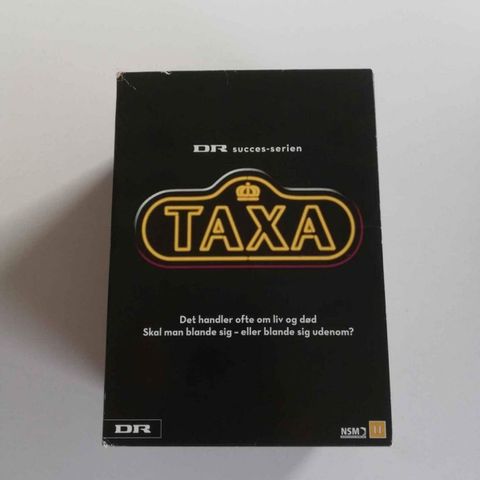 DR succes-serien
TAXA
Det handler ofte om liv og død
Skal man blande sig – eller blande sig udenom?
DR
NSM
11